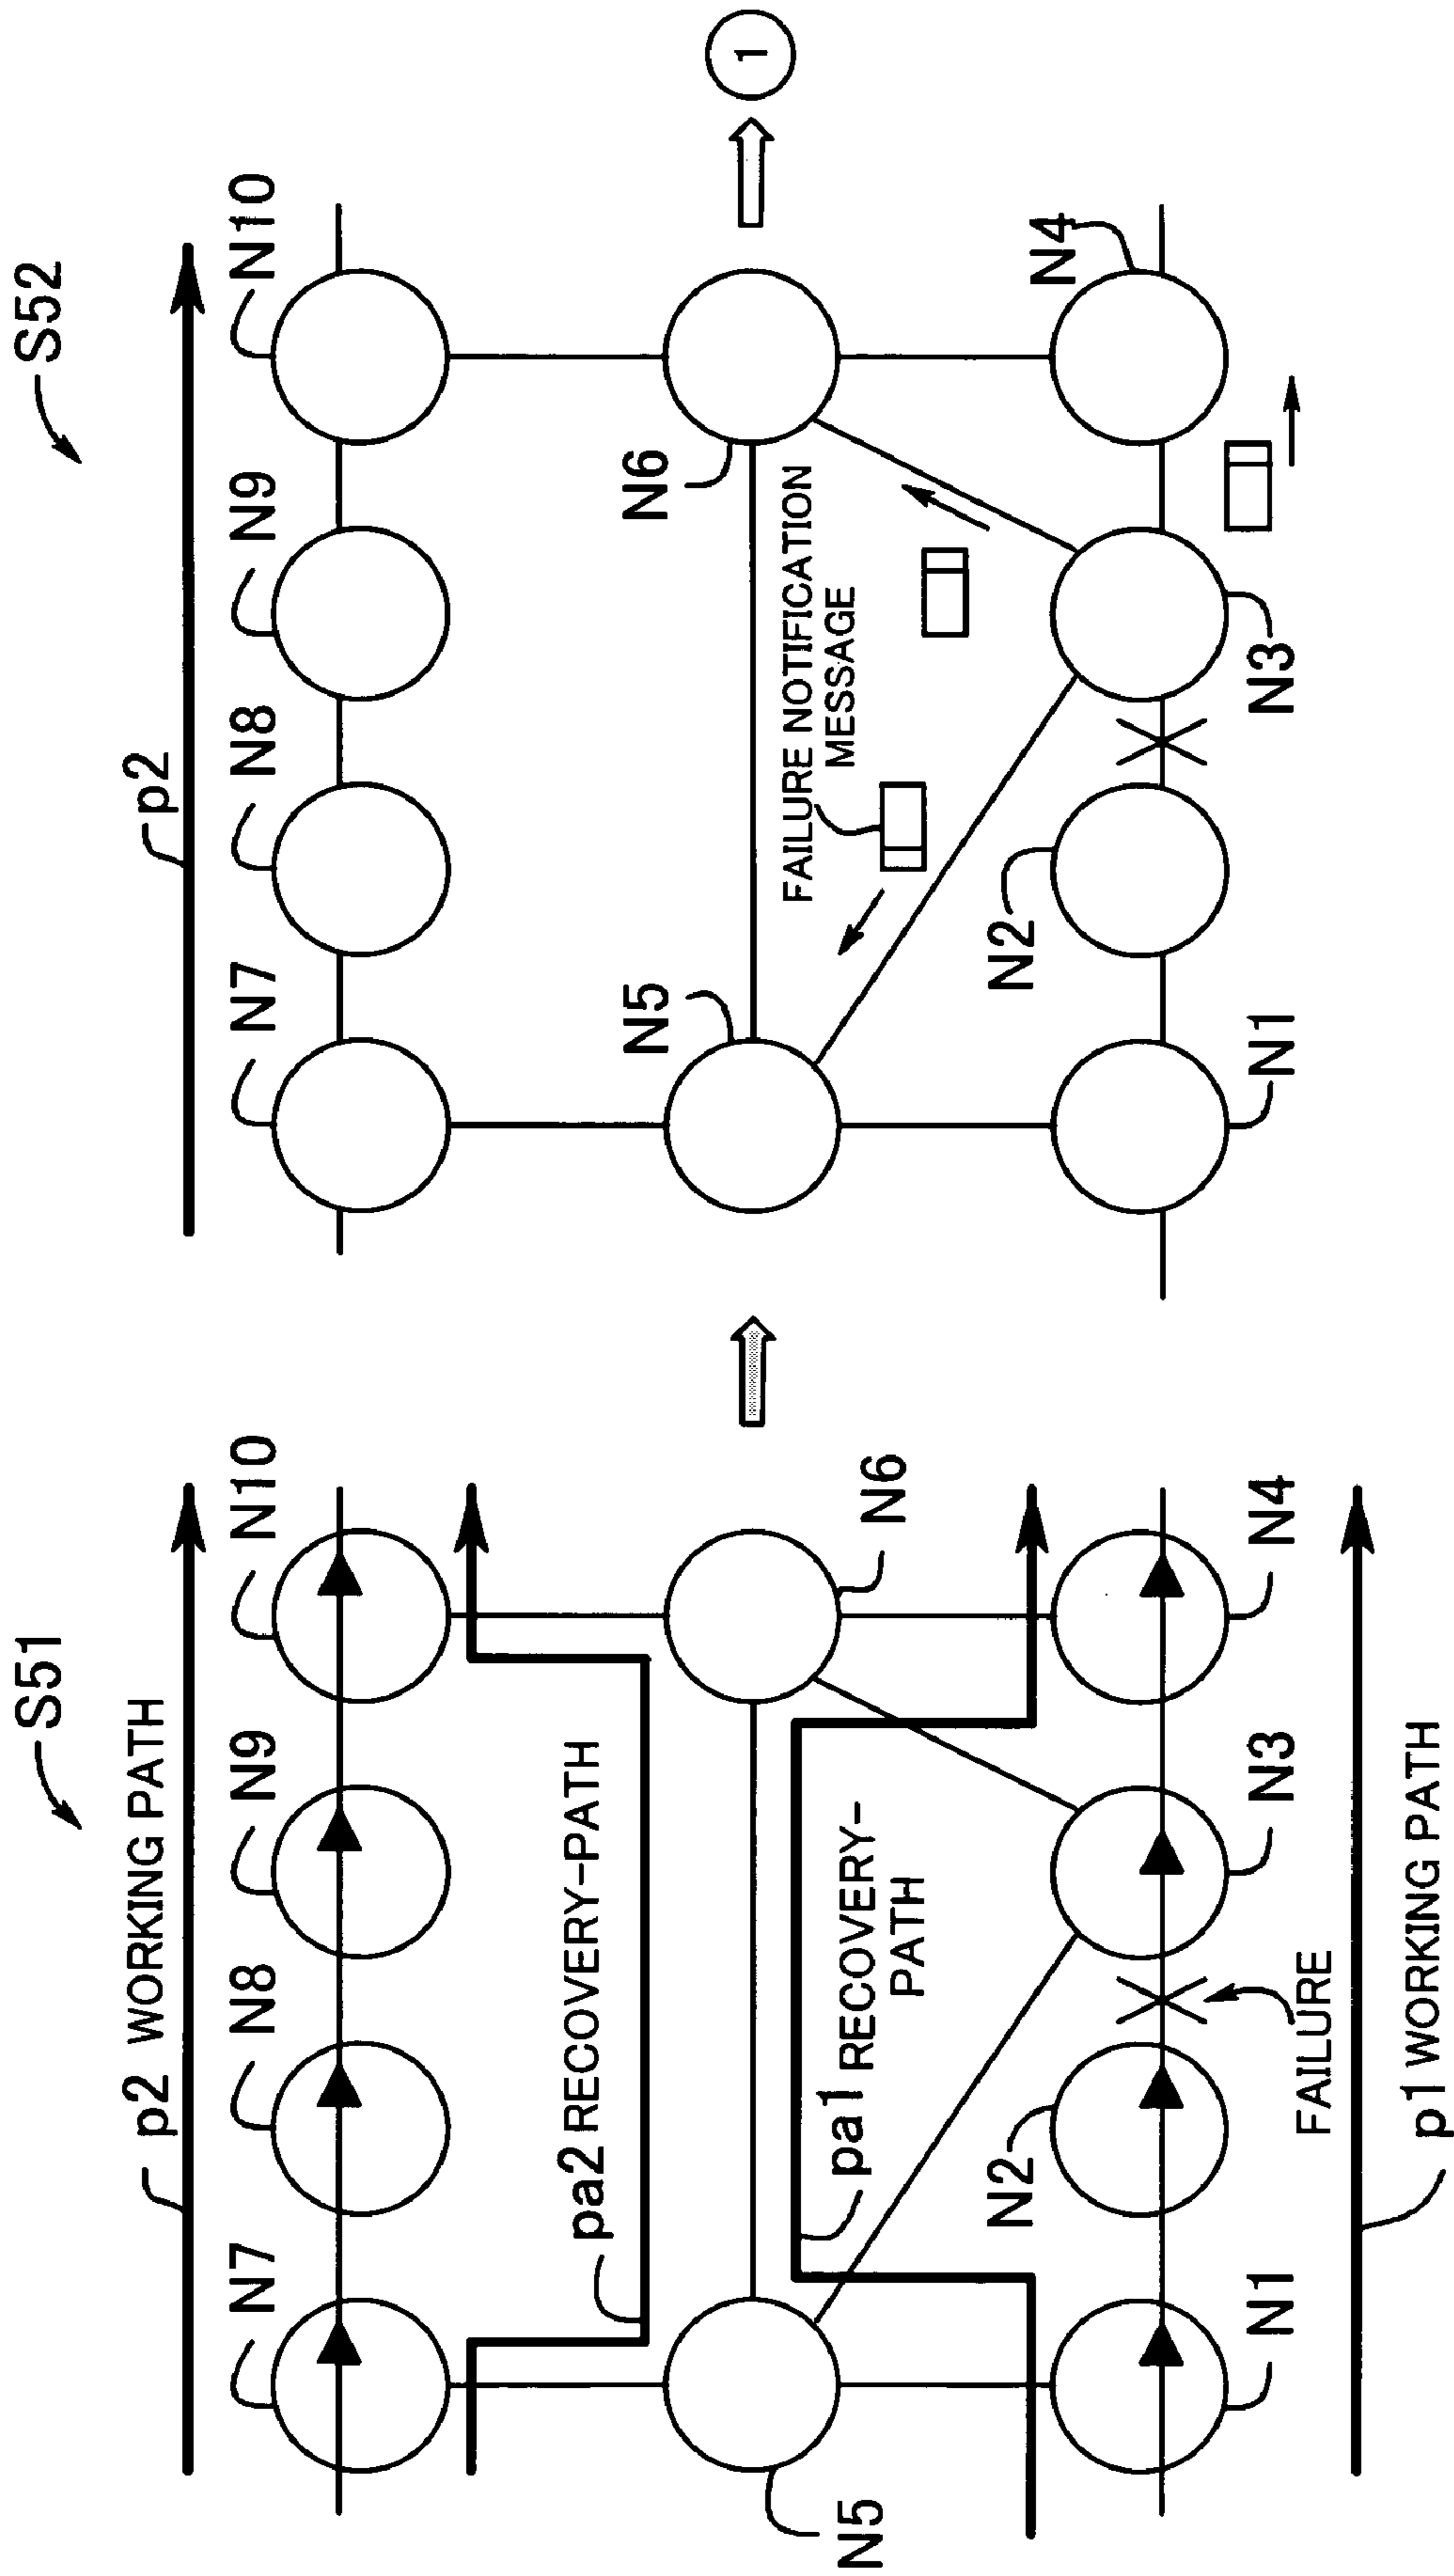 S51
p2 WORKING PATH
N7
N8
N9
N10
pa2 RECOVERY-PATH
N5
N6
pa1 RECOVERY-
PATH
N2
N1
N3
N4
FAILURE
p1 WORKING PATH
S52
p2
N7
N8
N9
N10
N5
N6
FAILURE NOTIFICATION
MESSAGE
N2
N4
N1
N3
1